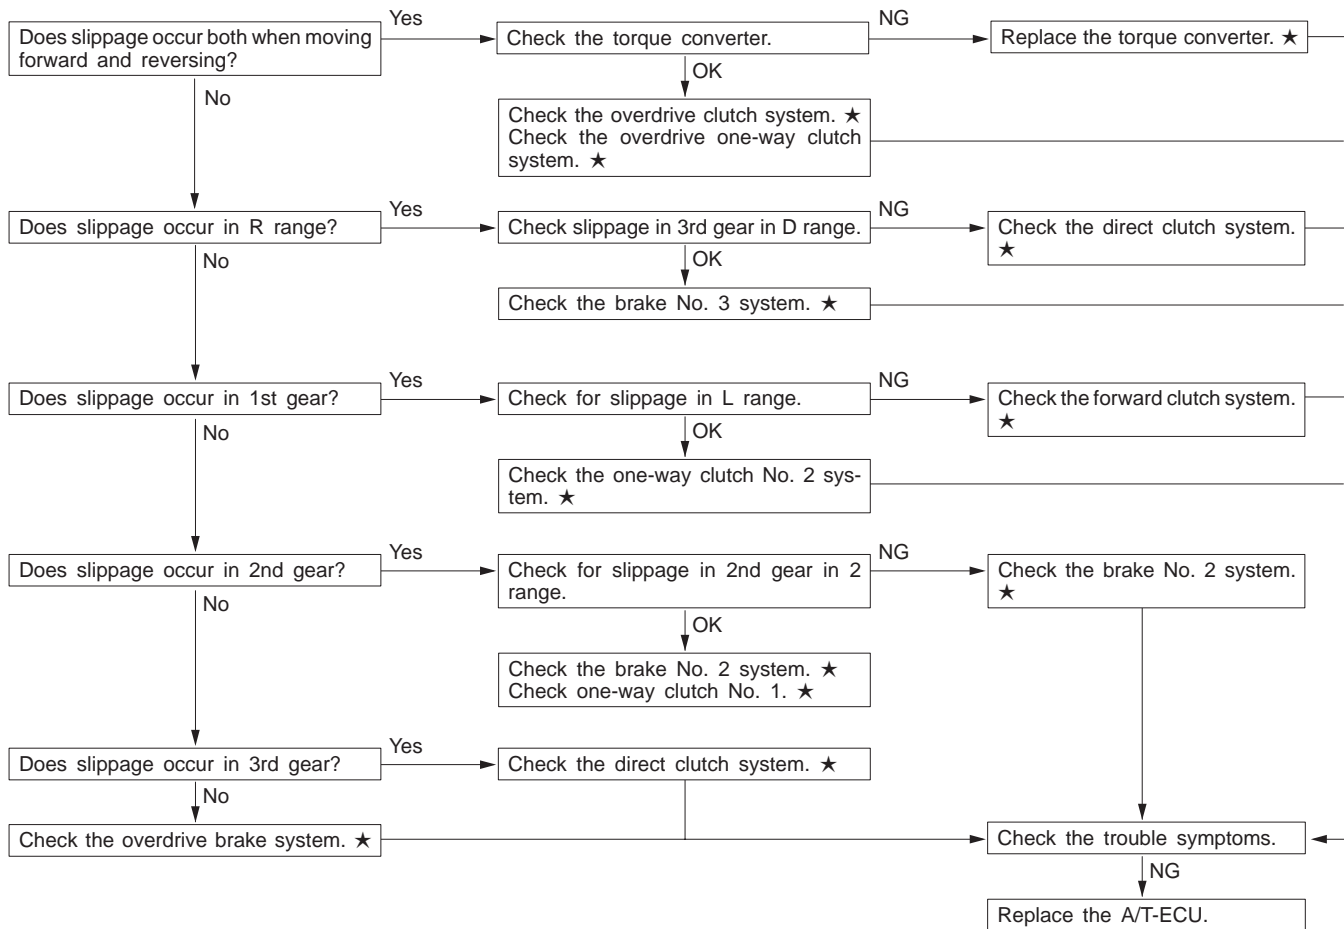 Does slippage occur both when moving
forward and reversing?
Yes
Check the torque converter.
NG
Replace the torque converter. ★
No
OK
Check the overdrive clutch system. ★
Check the overdrive one-way clutch
system. ★
Does slippage occur in R range?
Yes
Check slippage in 3rd gear in D range.
NG
Check the direct clutch system.
★
No
OK
Check the brake No. 3 system. ★
Does slippage occur in 1st gear?
Yes
Check for slippage in L range.
NG
Check the forward clutch system.
★
No
OK
Check the one-way clutch No. 2 sys-
tem. ★
Does slippage occur in 2nd gear?
Yes
Check for slippage in 2nd gear in 2
range.
NG
Check the brake No. 2 system.
★
No
OK
Check the brake No. 2 system. ★
Check one-way clutch No. 1. ★
Does slippage occur in 3rd gear?
Yes
Check the direct clutch system. ★
No
Check the overdrive brake system. ★
Check the trouble symptoms.
NG
Replace the A/T-ECU.